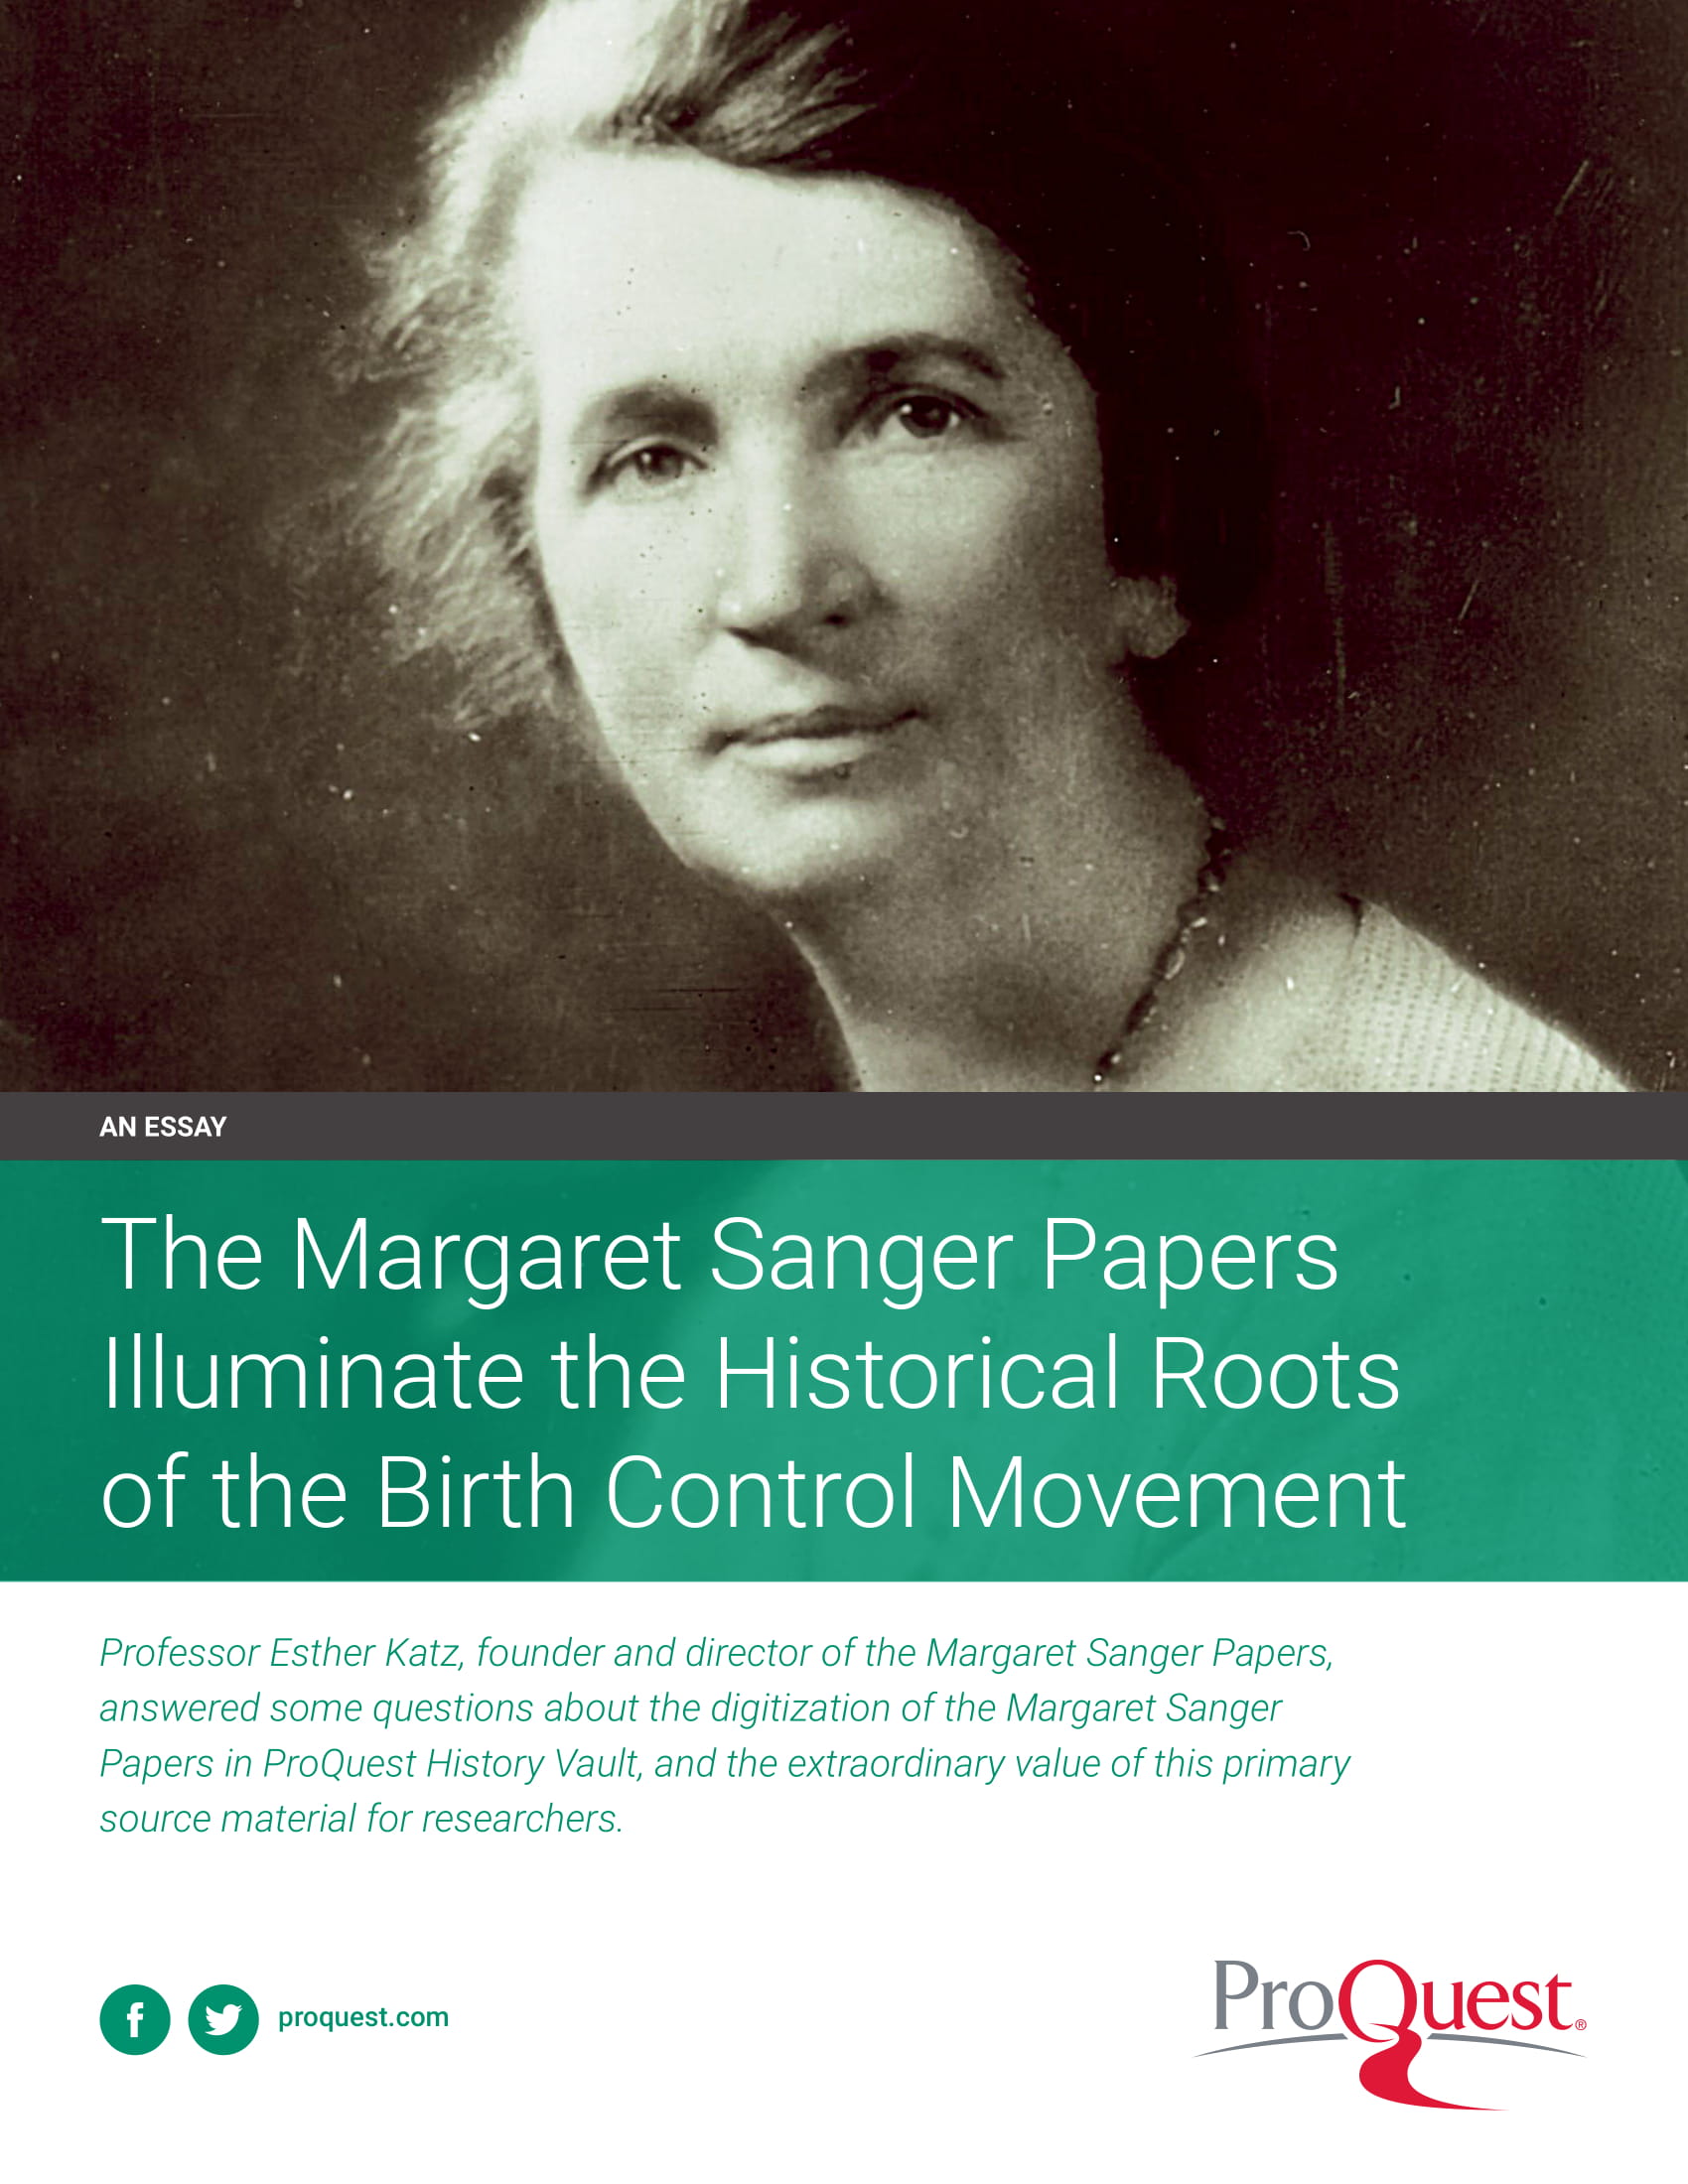 AN ESSAY
The Margaret Sanger Papers
Illuminate the Historical Roots
of the Birth Control Movement
Professor Esther Katz, founder and director of the Margaret Sanger Papers,
answered some questions about the digitization of the Margaret Sanger
Papers in ProQuest History Vault, and the extraordinary value of this primary
source material for researchers.
f
proquest.com
ProQuest®